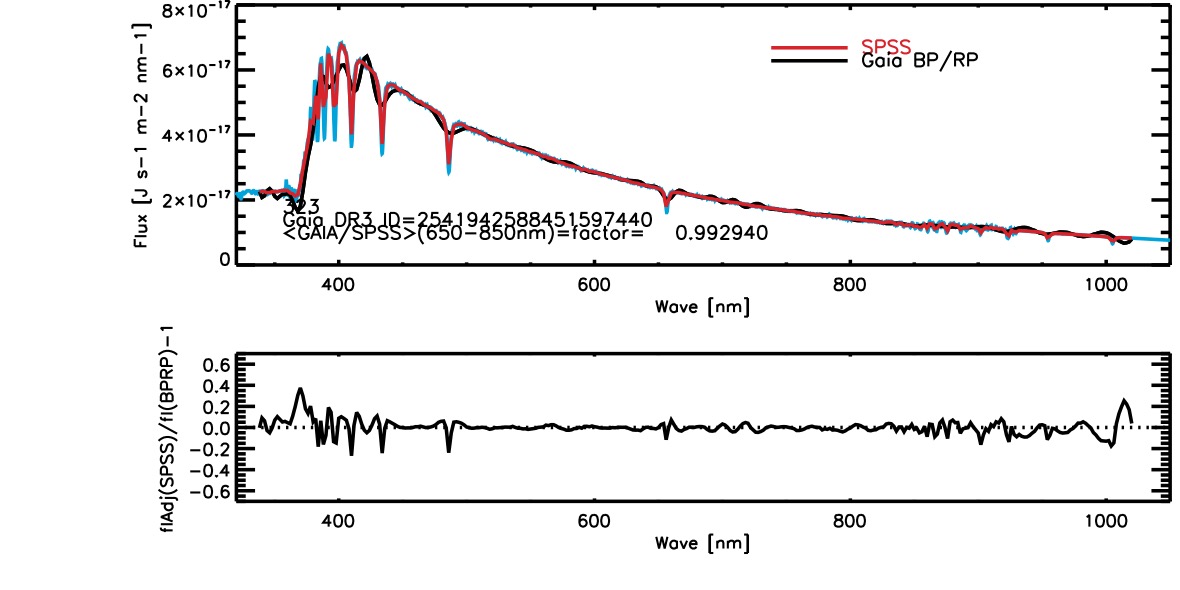 8×10⁻¹⁷
6×10⁻¹⁷
4×10⁻¹⁷
2×10⁻¹⁷
0
Flux [J s−1 m−2 nm−1]
SPSS
Gaia BP/RP
323
Gaia DR3 ID=2541942588451597440
<GAIA/SPSS>(650−850nm)=factor= 0.992940
400 600 800 1000
Wave [nm]
0.6
0.4
0.2
0.0
−0.2
−0.4
−0.6
flAdj(SPSS)/fl(BPRP)−1
400 600 800 1000
Wave [nm]